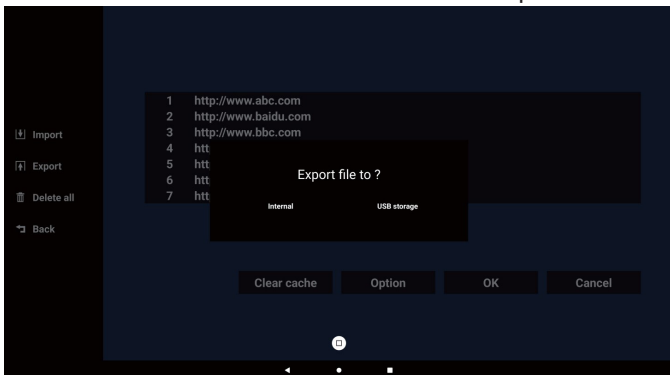 1 http://www.abc.com
2 http://www.baidu.com
3 http://www.bbc.com
4 htt
5 htt
6 htt
7 htt
Import
Export
Delete all
Back
Export file to ?
Internal USB storage
Clear cache Option OK Cancel